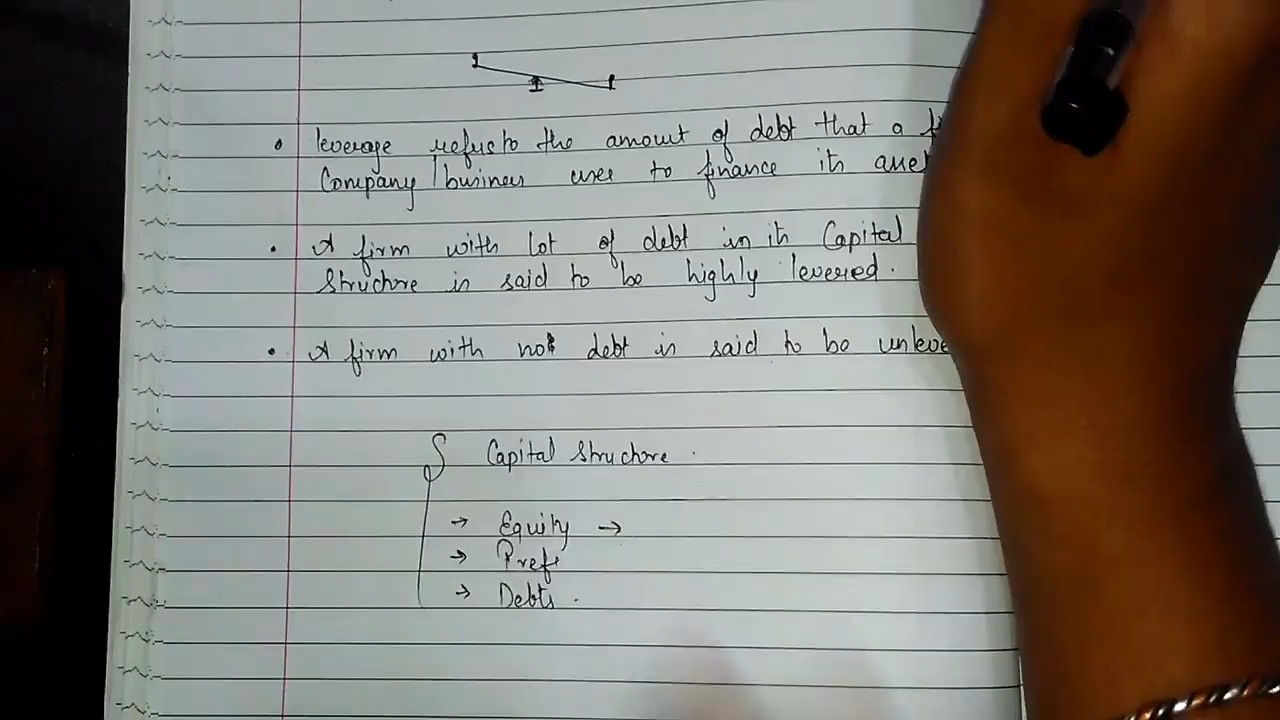 • leverage refers to the amount of debt that a
Company / business uses to finance its
• A firm with lot of debt in its Capital
Structure is said to be highly levered.
• A firm with no debt is said to be unleve
Capital Structure.
→ Equity →
→ Pref
→ Debts.